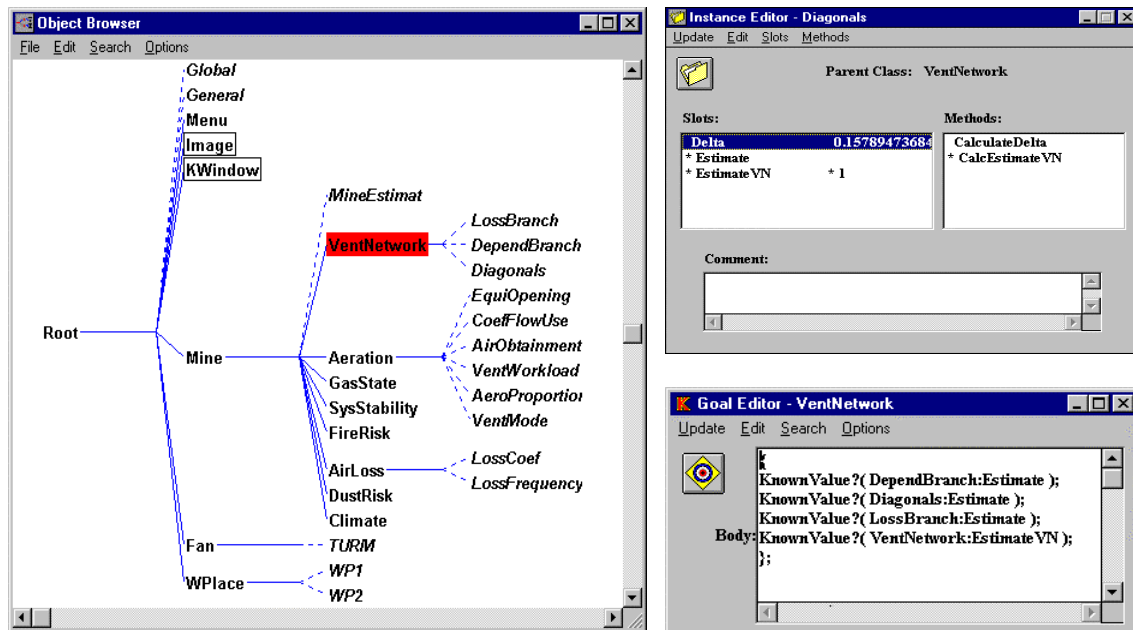 Object Browser
File Edit Search Options
Global
General
Menu
Image
KWindow
MineEstimat
LossBranch
VentNetwork
DependBranch
Diagonals
EquiOpening
CoefFlowUse
Root
AirObtainment
Mine
Aeration
VentWorkload
GasState
AeroProportion
SysStability
VentMode
FireRisk
LossCoef
AirLoss
LossFrequency
DustRisk
Climate
Fan
TURM
WP1
WPlace
WP2
Instance Editor - Diagonals
Update Edit Slots Methods
Parent Class: VentNetwork
Slots: Methods:
Delta 0.15789473684 CalculateDelta
* Estimate * CalcEstimateVN
* EstimateVN * 1
Comment:
Goal Editor - VentNetwork
Update Edit Search Options
KnownValue?( DependBranch:Estimate );
KnownValue?( Diagonals:Estimate );
KnownValue?( LossBranch:Estimate );
Body: KnownValue?( VentNetwork:EstimateVN );
};